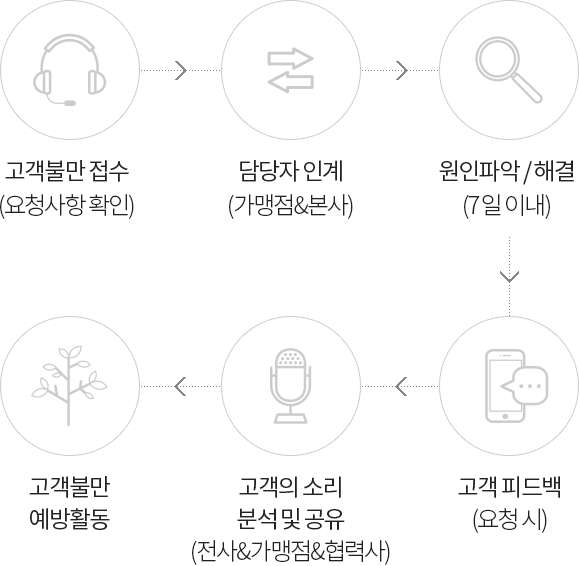 고객불만 접수
(요청사항 확인)
담당자 인계
(가맹점&본사)
원인파악 / 해결
(7일 이내)
고객 피드백
(요청 시)
고객의 소리
분석 및 공유
(전사&가맹점&협력사)
고객불만
예방활동